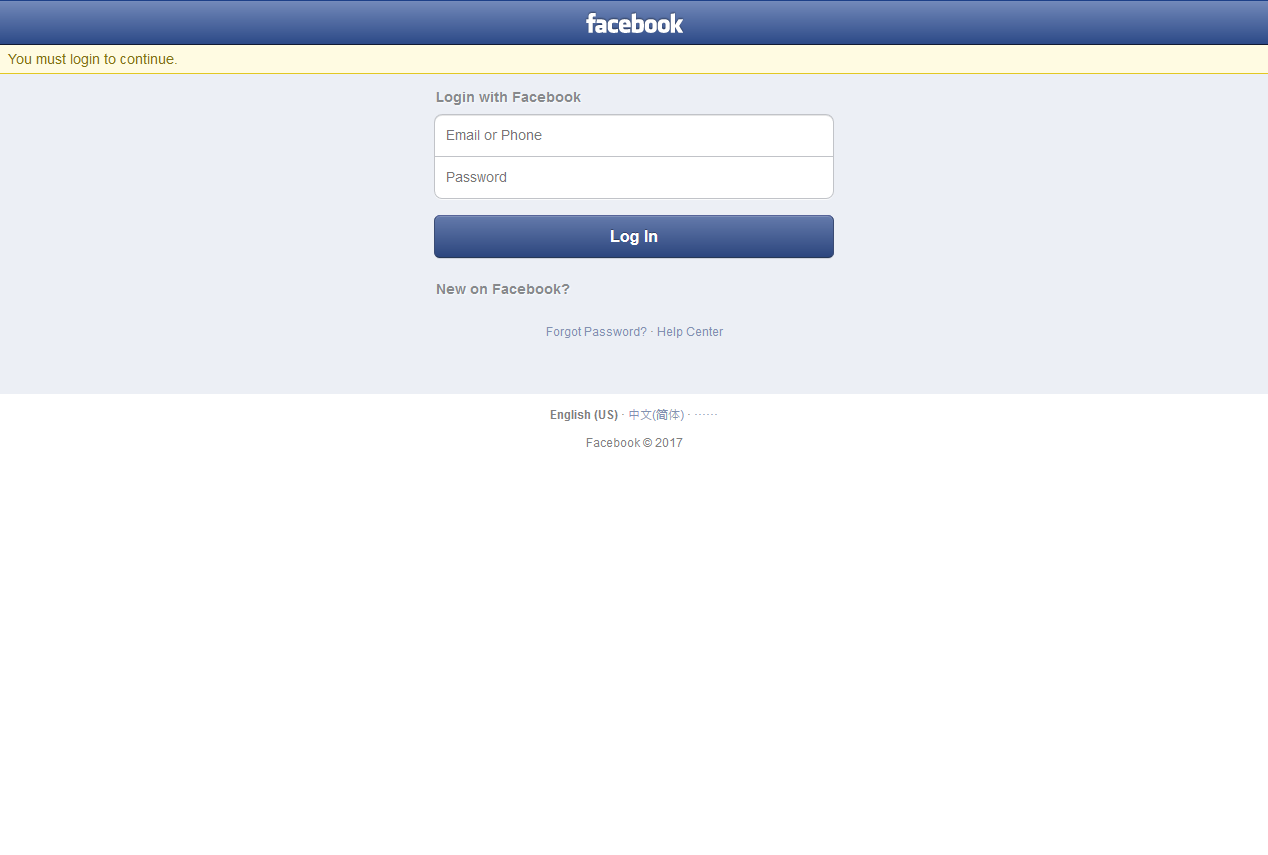 facebook
You must login to continue.
Login with Facebook
Email or Phone
Password
Log In
New on Facebook?
Forgot Password? · Help Center
English (US) · 中文(简体) · ⋯⋯
Facebook © 2017